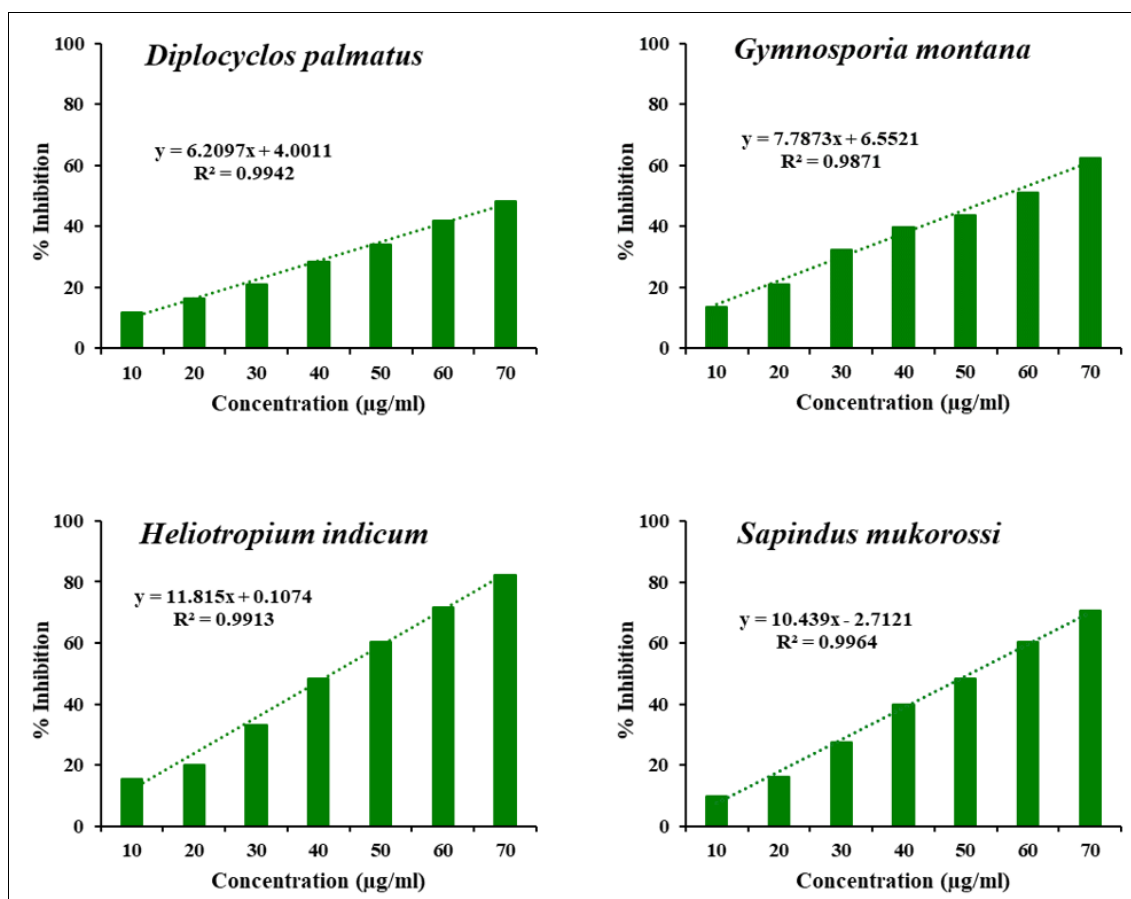 Diplocyclos palmatus
y = 6.2097x + 4.0011
R² = 0.9942
% Inhibition
100
80
60
40
20
0
10 20 30 40 50 60 70
Concentration (µg/ml)
Gymnosporia montana
y = 7.7873x + 6.5521
R² = 0.9871
% Inhibition
100
80
60
40
20
0
10 20 30 40 50 60 70
Concentration (µg/ml)
Heliotropium indicum
y = 11.815x + 0.1074
R² = 0.9913
% Inhibition
100
80
60
40
20
0
10 20 30 40 50 60 70
Concentration (µg/ml)
Sapindus mukorossi
y = 10.439x - 2.7121
R² = 0.9964
% Inhibition
100
80
60
40
20
0
10 20 30 40 50 60 70
Concentration (µg/ml)